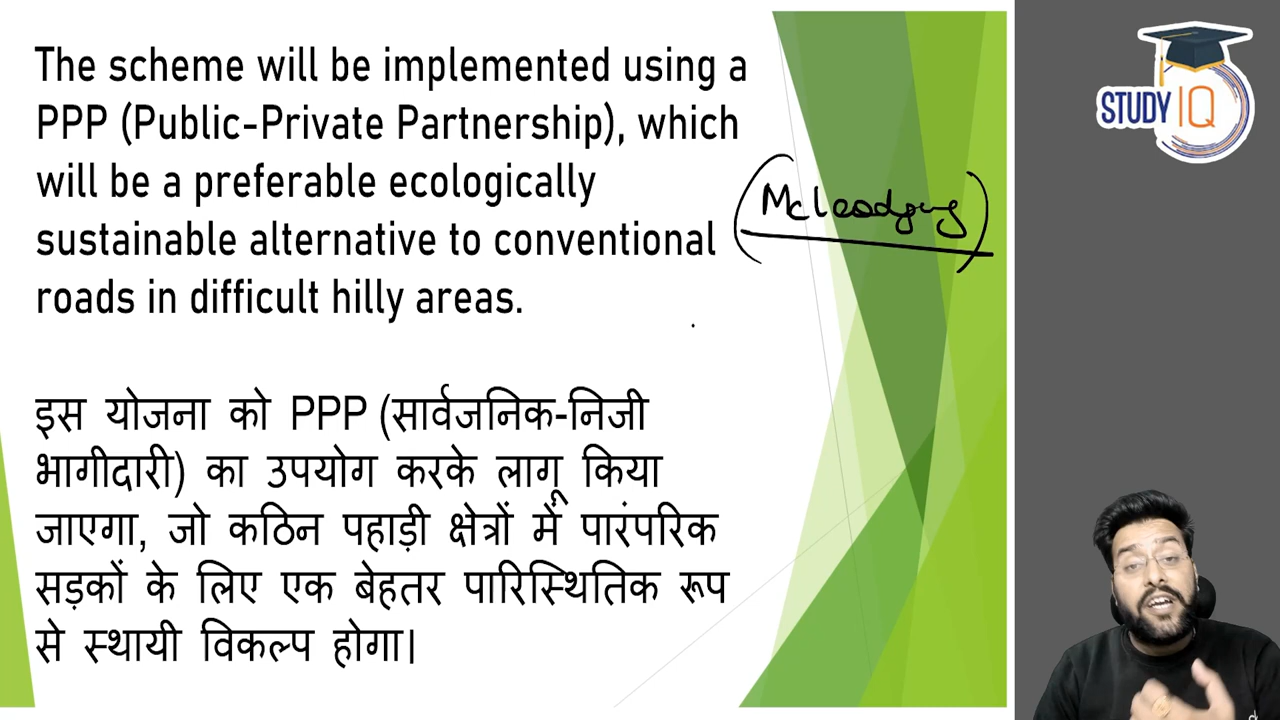 The scheme will be implemented using a
PPP (Public-Private Partnership), which
will be a preferable ecologically
sustainable alternative to conventional
roads in difficult hilly areas.
(Mcleodgung)
इस योजना को PPP (सार्वजनिक-निजी
भागीदारी) का उपयोग करके लागू किया
जाएगा, जो कठिन पहाड़ी क्षेत्रों में पारंपरिक
सड़कों के लिए एक बेहतर पारिस्थितिक रूप
से स्थायी विकल्प होगा।
STUDY IQ